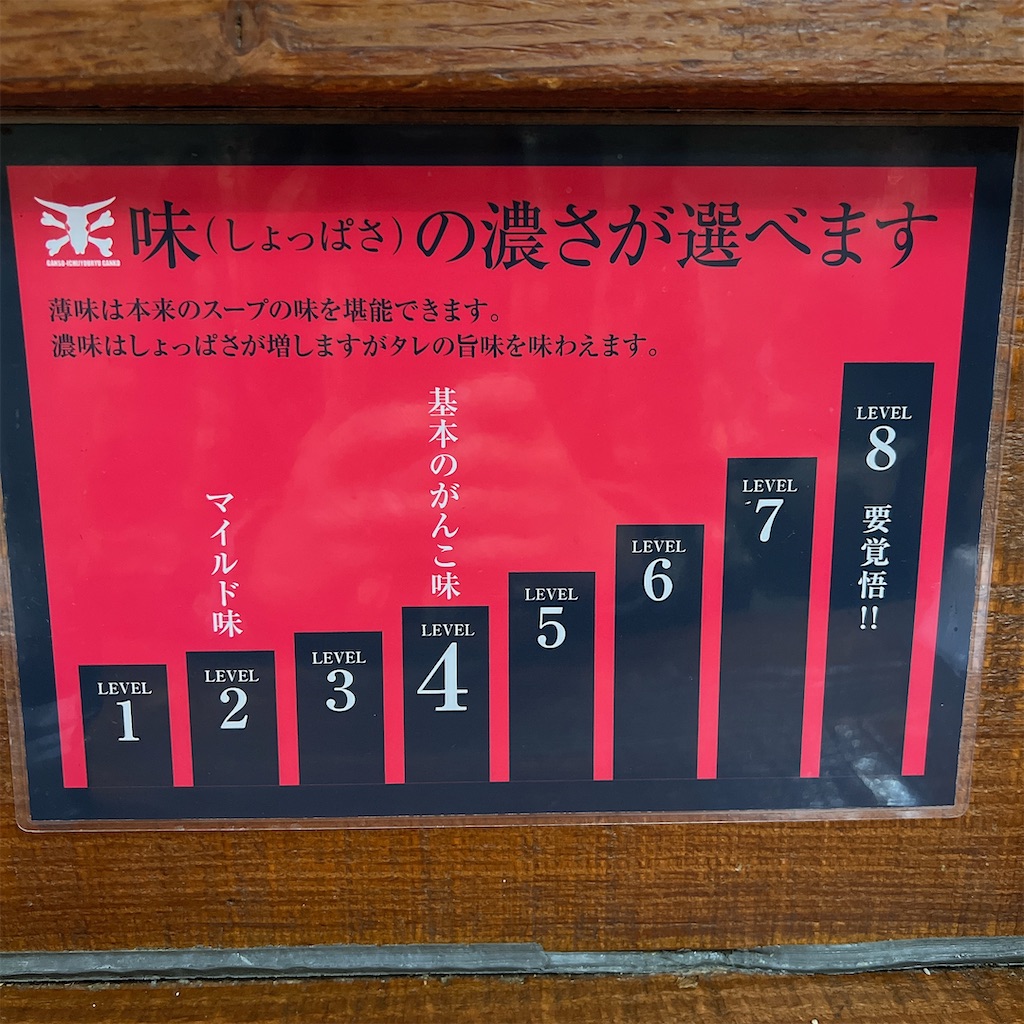 味(しょっぱさ)の濃さが選べます
GANSO-ICHIJYOURYU GANKO
薄味は本来のスープの味を堪能できます。
濃味はしょっぱさが増しますがタレの旨味を味わえます。
LEVEL
1
マイルド味
LEVEL
2
LEVEL
3
基本のがんこ味
LEVEL
4
LEVEL
5
LEVEL
6
LEVEL
7
LEVEL
8
要覚悟!!